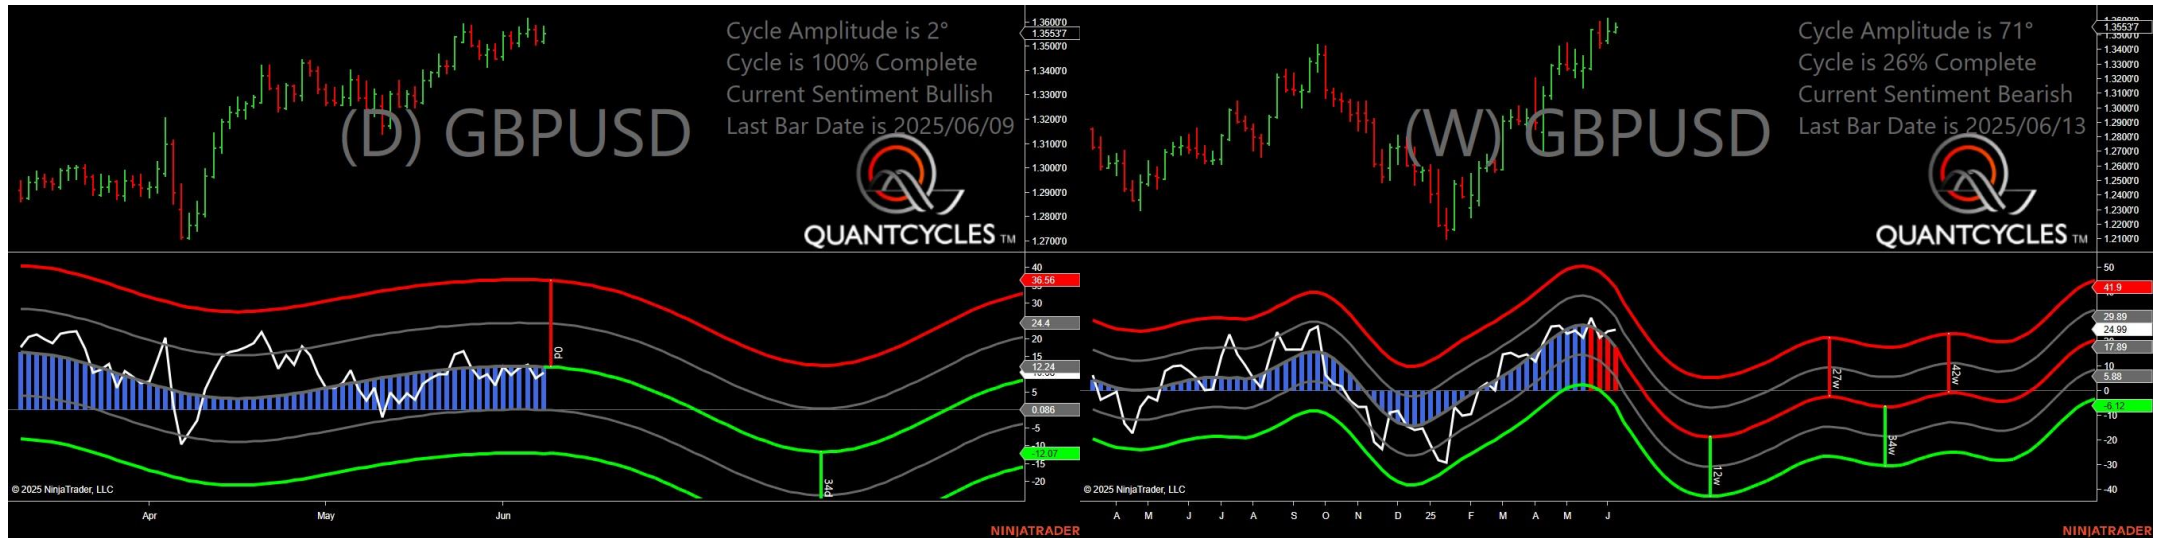 Cycle Amplitude is 2°
Cycle is 100% Complete
Current Sentiment Bullish
Last Bar Date is 2025/06/09
(D) GBPUSD
QUANTCYCLES TM
1.3600'0
1.3553'7
1.3500'0
1.3400'0
1.3300'0
1.3200'0
1.3100'0
1.3000'0
1.2900'0
1.2800'0
1.2700'0
40
36.56
30
24.4
20
15
12.24
5
0.086
-5
-10
-12.07
-15
-20
0d
34d
© 2025 NinjaTrader, LLC
Apr May Jun
NINJATRADER
Cycle Amplitude is 71°
Cycle is 26% Complete
Current Sentiment Bearish
Last Bar Date is 2025/06/13
(W) GBPUSD
QUANTCYCLES TM
1.3553'7
1.3400'0
1.3200'0
1.3100'0
1.3000'0
1.2900'0
1.2800'0
1.2700'0
1.2600'0
1.2500'0
1.2400'0
1.2300'0
1.2200'0
1.2100'0
50
41.9
29.89
24.99
17.89
10
5.88
0
-6.12
-10
-20
-30
-40
12w
27w
34w
42w
© 2025 NinjaTrader, LLC
A M J J A S O N D 25 F M A M J
NINJATRADER